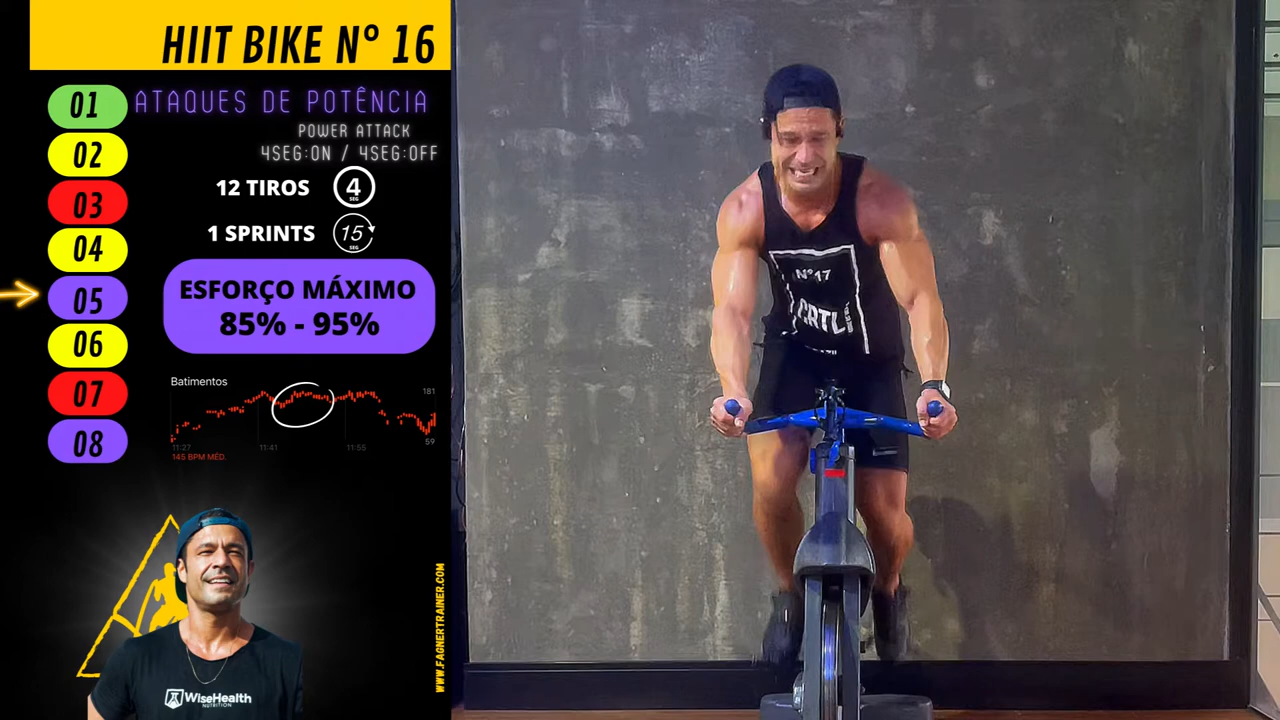 HIIT BIKE Nº 16
01
ATAQUES DE POTÊNCIA
POWER ATTACK
4SEG:ON / 4SEG:OFF
02
12 TIROS
4
SEG
03
1 SPRINTS
15
SEG
04
05
ESFORÇO MÁXIMO
85% - 95%
06
07
08
Batimentos
181
59
11:27
11:41
11:55
145 BPM MÉD.
WWW.FAGNERTRAINER.COM
WiseHealth
NUTRITION
Nº17
CRTL